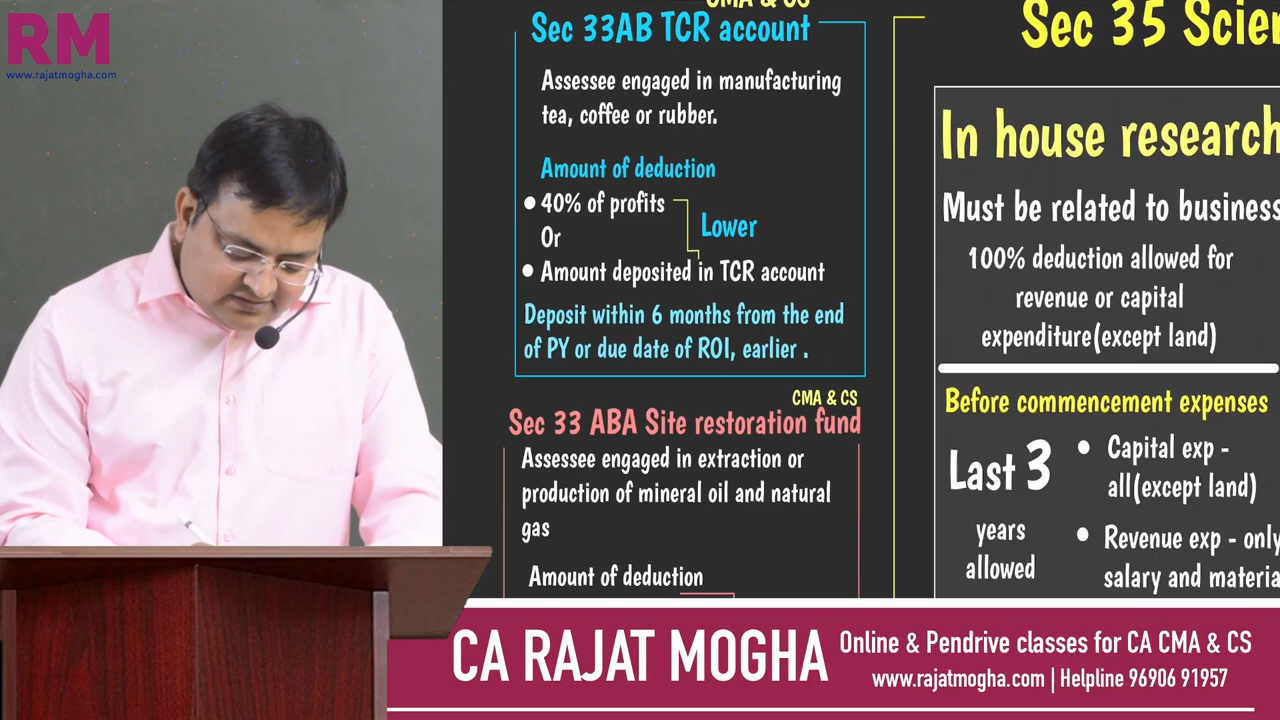 RM
www.rajatmogha.com
CMA & CS
Sec 33AB TCR account
Assessee engaged in manufacturing
tea, coffee or rubber.
Amount of deduction
• 40% of profits
Or
Lower
• Amount deposited in TCR account
Deposit within 6 months from the end
of PY or due date of ROI, earlier .
CMA & CS
Sec 33 ABA Site restoration fund
Assessee engaged in extraction or
production of mineral oil and natural
gas
Amount of deduction
Sec 35
In house research
Must be related to business
100% deduction allowed for
revenue or capital
expenditure(except land)
Before commencement expenses
Last 3
years
allowed
• Capital exp -
all(except land)
• Revenue exp - only
salary and
CA RAJAT MOGHA
Online & Pendrive classes for CA CMA & CS
www.rajatmogha.com | Helpline 96906 91957